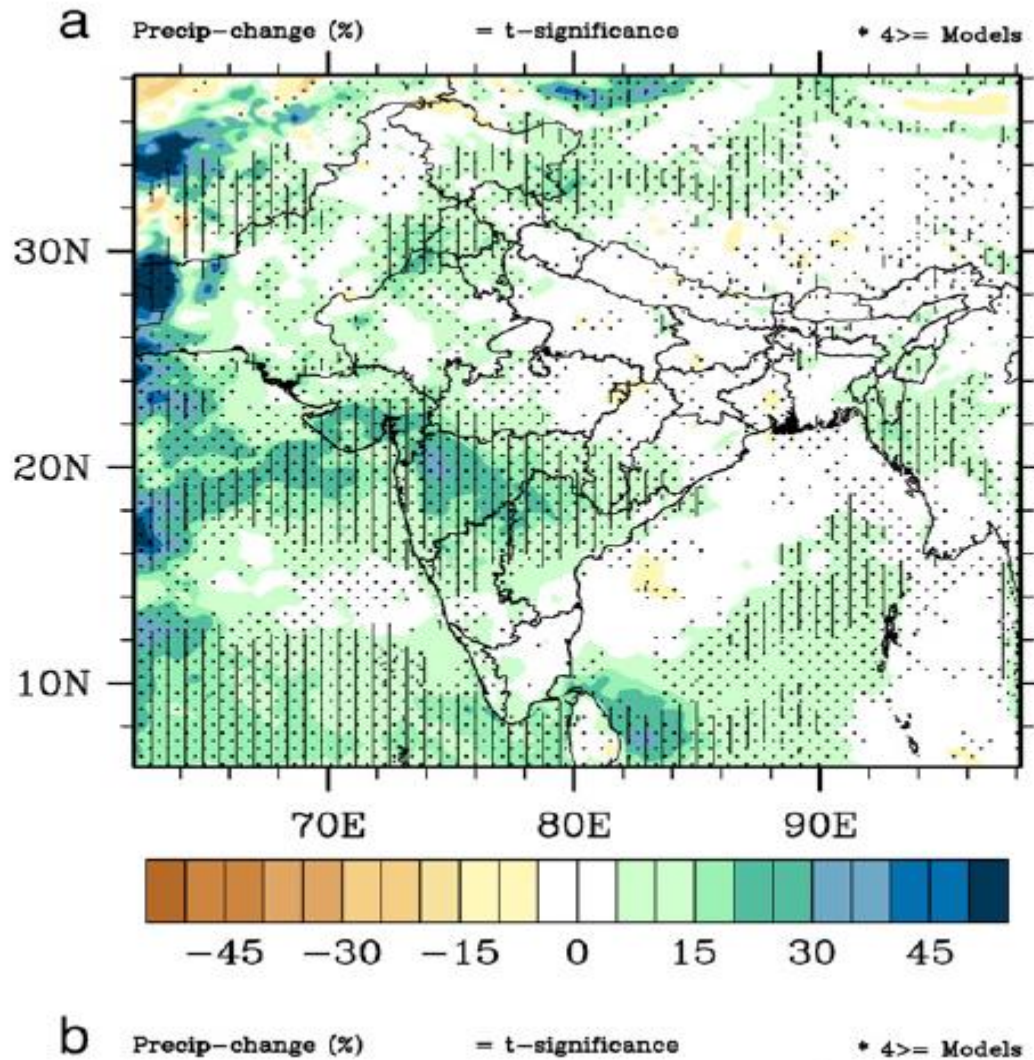 a Precip-change (%) = t-significance * 4>= Models
30N
20N
10N
70E 80E 90E
-45 -30 -15 0 15 30 45
b Precip-change (%) = t-significance * 4>= Models